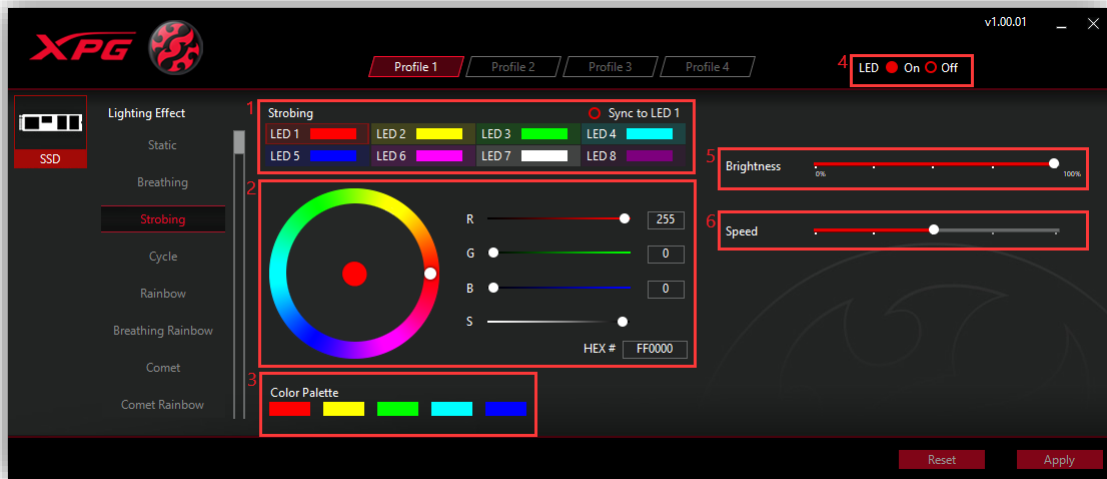 v1.00.01
XPG
Profile 1 Profile 2 Profile 3 Profile 4
4 LED On Off
SSD
Lighting Effect
Static
Breathing
Strobing
Cycle
Rainbow
Breathing Rainbow
Comet
Comet Rainbow
1 Strobing Sync to LED 1
LED 1 LED 2 LED 3 LED 4
LED 5 LED 6 LED 7 LED 8
2
R 255
G 0
B 0
S
HEX # FF0000
3
Color Palette
5 Brightness 0% 100%
6 Speed
Reset Apply